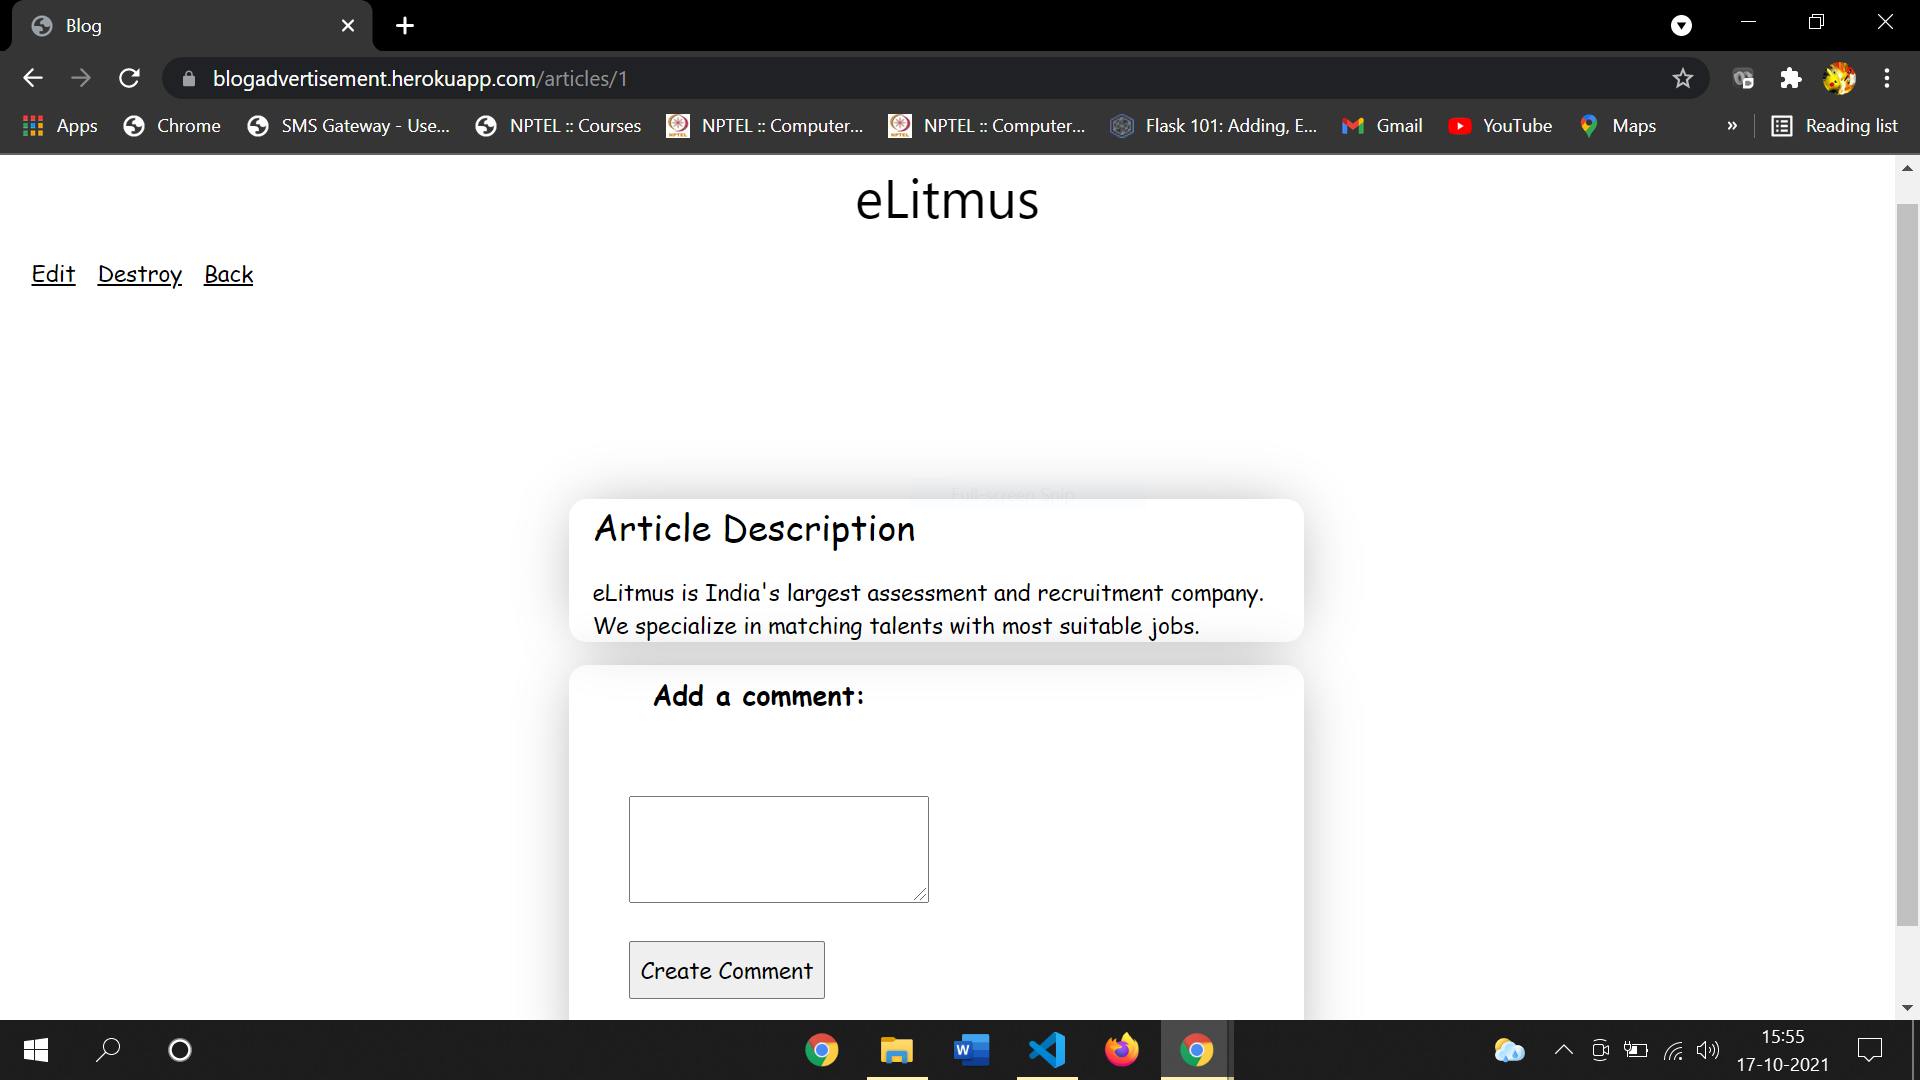 Blog
blogadvertisement.herokuapp.com/articles/1
Apps Chrome SMS Gateway - Use... NPTEL :: Courses NPTEL :: Computer... NPTEL :: Computer... Flask 101: Adding, E... Gmail YouTube Maps » Reading list
eLitmus
Edit Destroy Back
Full-screen Snip
Article Description
eLitmus is India's largest assessment and recruitment company.
We specialize in matching talents with most suitable jobs.
Add a comment:
Create Comment
15:55
17-10-2021